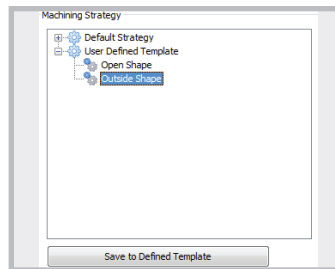 Machining Strategy
Default Strategy
User Defined Template
Open Shape
Outside Shape
Save to Defined Template